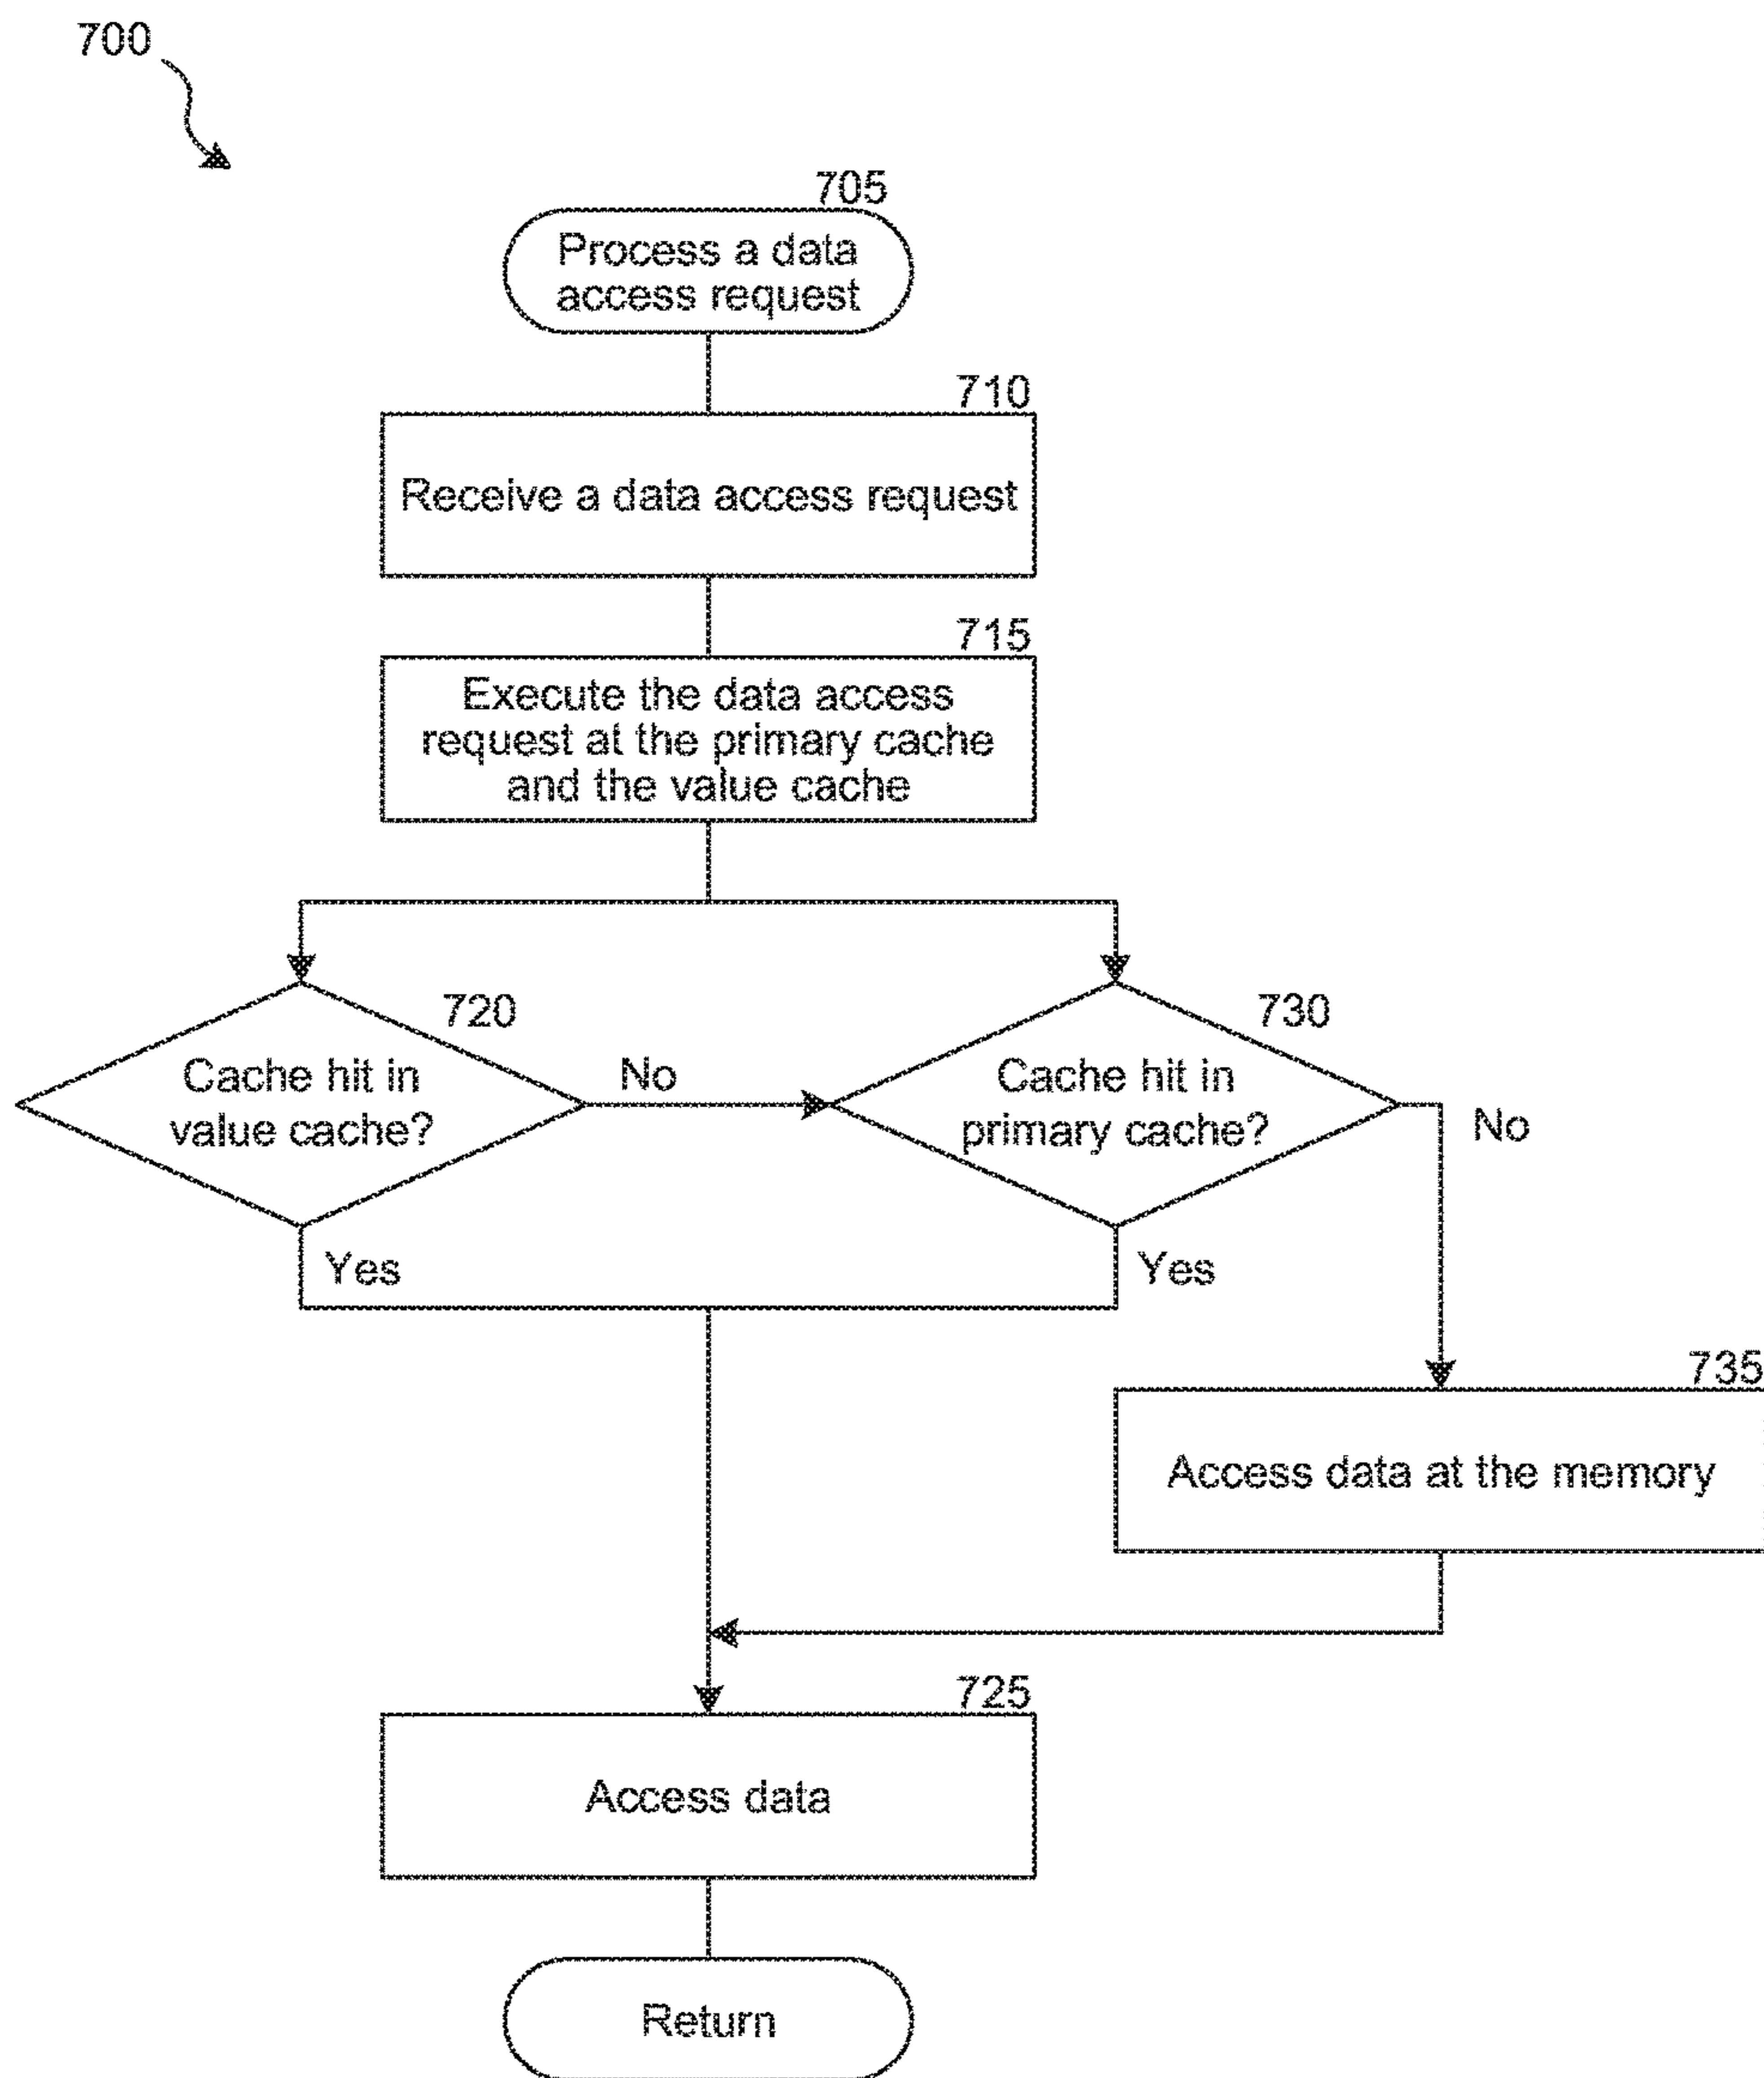 700
705
Process a data
access request
710
Receive a data access request
715
Execute the data access
request at the primary cache
and the value cache
720
Cache hit in
value cache?
No
730
Cache hit in
primary cache?
No
Yes
Yes
735
Access data at the memory
725
Access data
Return